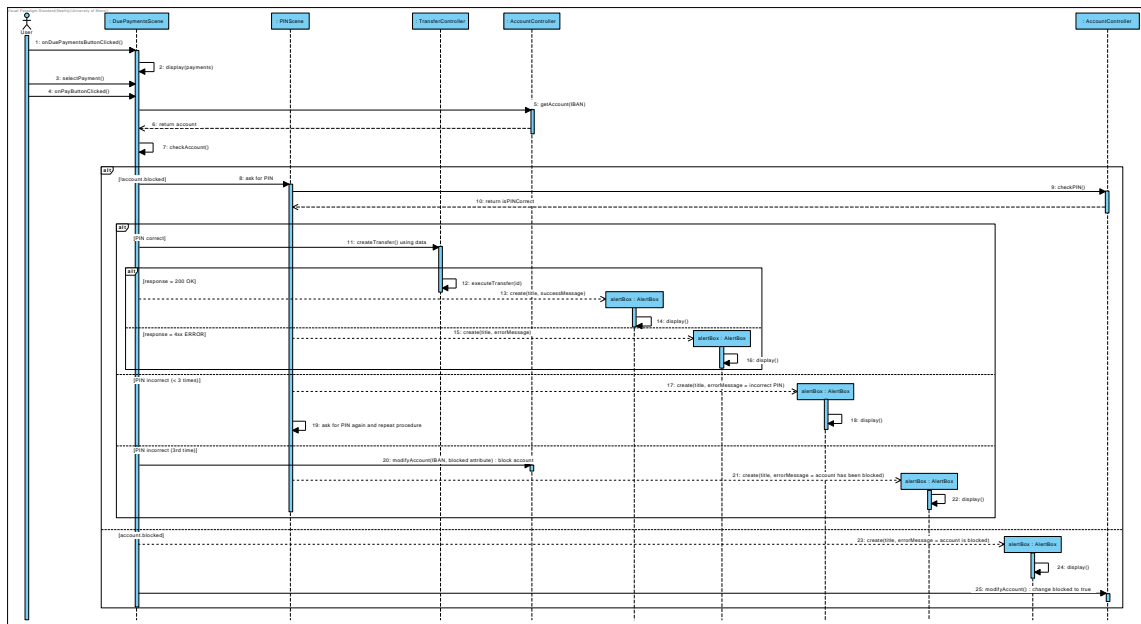 Visual Paradigm Standard(Stephy(University of
User
: DuePaymentsScene
: PINScene
: TransferController
: AccountController
: AccountController
1: onDuePaymentsButtonClicked()
2: display(payments)
3: selectPayment()
4: onPayButtonClicked()
5: getAccount(IBAN)
6: return account
7: checkAccount()
alt
[!account.blocked]
8: ask for PIN
9: checkPIN()
10: return isPINCorrect
alt
[PIN correct]
11: createTransfer() using data
alt
[response = 200 OK]
12: executeTransfer(id)
13: create(title, successMessage)
alertBox : AlertBox
14: display()
[response = 4xx ERROR]
15: create(title, errorMessage)
alertBox : AlertBox
16: display()
[PIN incorrect (< 3 times)]
17: create(title, errorMessage = incorrect PIN)
alertBox : AlertBox
18: display()
19: ask for PIN again and repeat procedure
[PIN incorrect (3rd time)]
20: modifyAccount(IBAN, blocked attribute) : block account
21: create(title, errorMessage = account has been blocked)
alertBox : AlertBox
22: display()
[account.blocked]
23: create(title, errorMessage = account is blocked)
alertBox : AlertBox
24: display()
25: modifyAccount() : change blocked to true